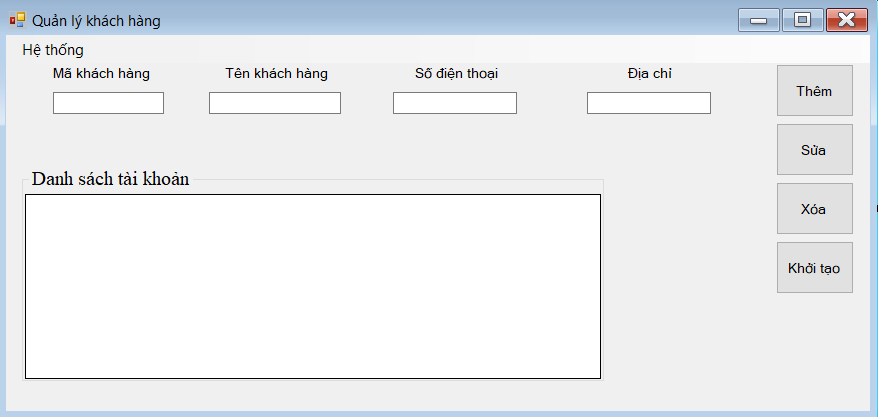 Quản lý khách hàng
Hệ thống
Mã khách hàng Tên khách hàng Số điện thoại Địa chỉ
Thêm
Sửa
Danh sách tài khoản
Xóa
Khởi tạo